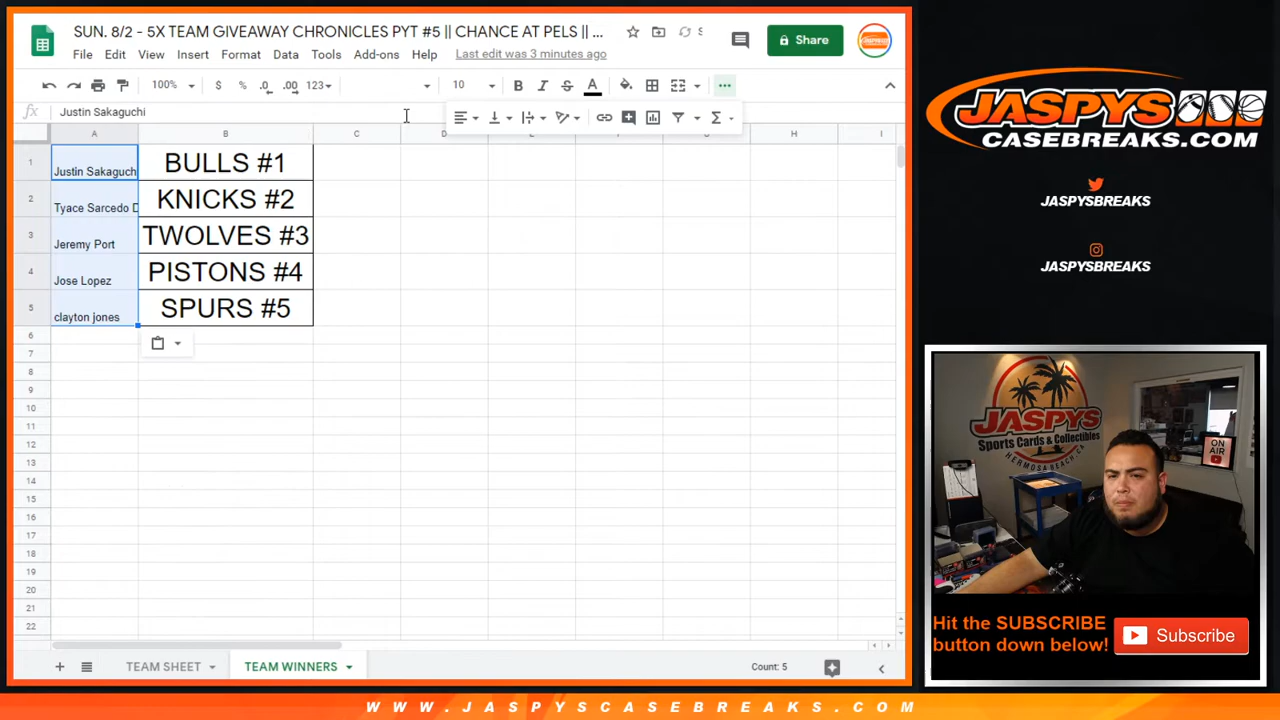 SUN. 8/2 - 5X TEAM GIVEAWAY CHRONICLES PYT #5 || CHANCE AT PELS || ...
Share
File Edit View Insert Format Data Tools Add-ons Help Last edit was 3 minutes ago
100% $ % .0 .00 123 10 B I S A
fx Justin Sakaguchi
A B C D E F G H I
1 Justin Sakaguch BULLS #1
2 Tyace Sarcedo D KNICKS #2
3 Jeremy Port TWOLVES #3
4 Jose Lopez PISTONS #4
5 clayton jones SPURS #5
6
7
8
9
10
11
12
13
14
15
16
17
18
19
20
21
22
TEAM SHEET TEAM WINNERS Count: 5
JASPYS
CASEBREAKS.COM
JASPYSBREAKS
JASPYSBREAKS
JASPYS
Sports Cards & Collectibles
HERMOSA BEACH, CA
ON
AIR
Hit the SUBSCRIBE
button down below!
Subscribe
WWW.JASPYSCASEBREAKS.COM